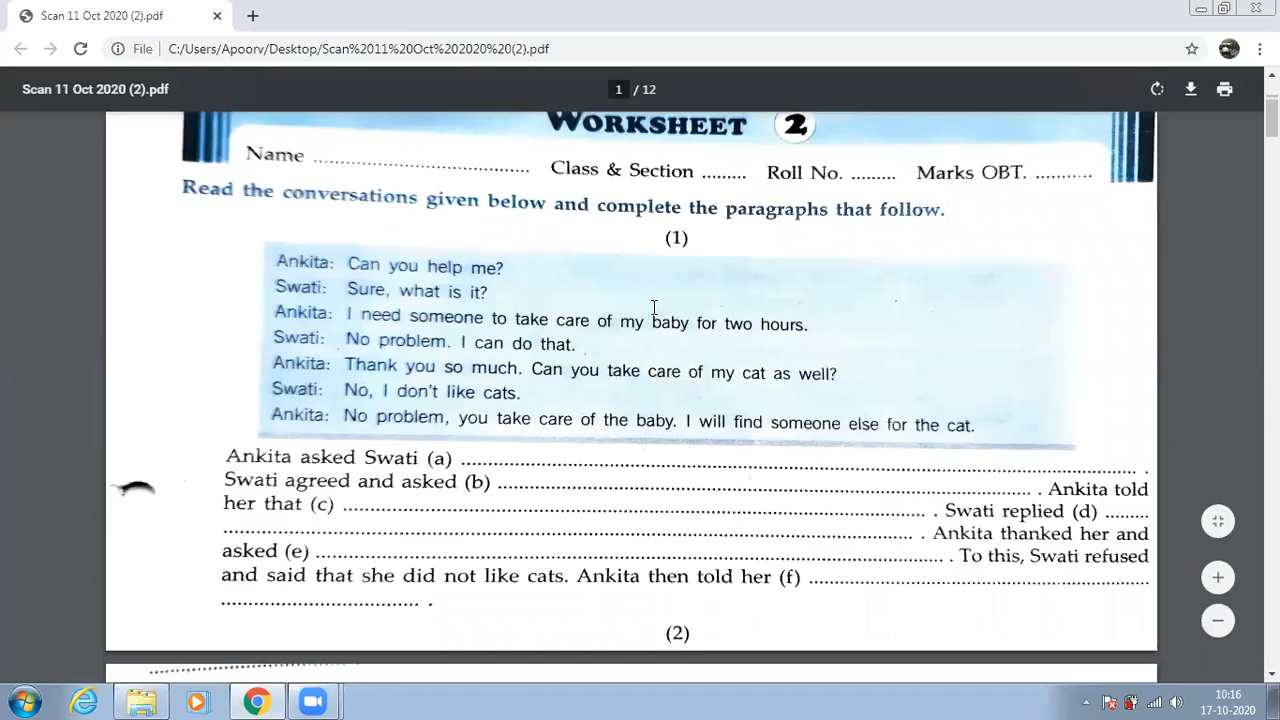 Scan 11 Oct 2020 (2).pdf
File C:/Users/Apoorv/Desktop/Scan%2011%20Oct%202020%20(2).pdf
Scan 11 Oct 2020 (2).pdf 1 / 12
WORKSHEET 2
Name .......... Class & Section ......... Roll No. ......... Marks OBT. ...........
Read the conversations given below and complete the paragraphs that follow.
(1)
Ankita: Can you help me?
Swati: Sure, what is it?
Ankita: I need someone to take care of my baby for two hours.
Swati: No problem. I can do that.
Ankita: Thank you so much. Can you take care of my cat as well?
Swati: No, I don't like cats.
Ankita: No problem, you take care of the baby. I will find someone else for the cat.
Ankita asked Swati (a) .......... .
Swati agreed and asked (b) .......... . Ankita told
her that (c) .......... . Swati replied (d) .........
.......... . Ankita thanked her and
asked (e) .......... . To this, Swati refused
and said that she did not like cats. Ankita then told her (f) ..........
.......... .
(2)
10:16
17-10-2020